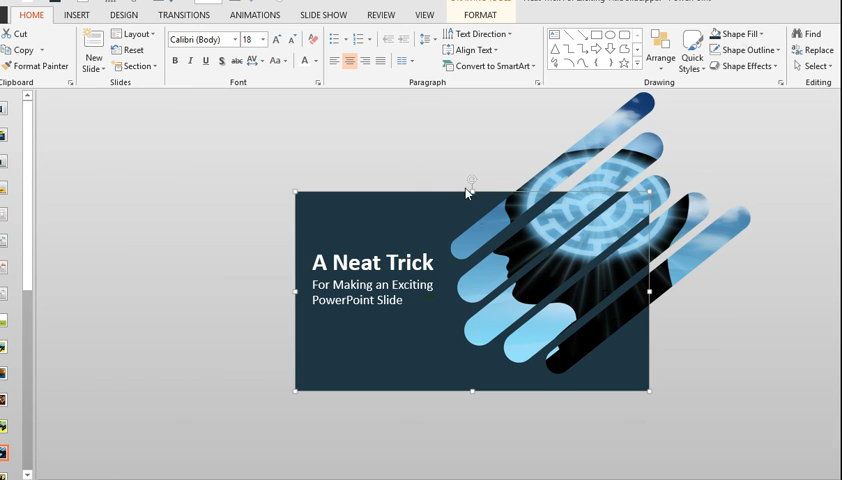 HOME INSERT DESIGN TRANSITIONS ANIMATIONS SLIDE SHOW REVIEW VIEW FORMAT
Cut
Copy
Format Painter
Clipboard
New
Slide
Layout
Reset
Section
Slides
Calibri (Body) 18
B I U S abc AV Aa A
Font
Text Direction
Align Text
Convert to SmartArt
Paragraph
Arrange
Quick
Styles
Shape Fill
Shape Outline
Shape Effects
Drawing
Find
Replace
Select
Editing
A Neat Trick
For Making an Exciting
PowerPoint Slide